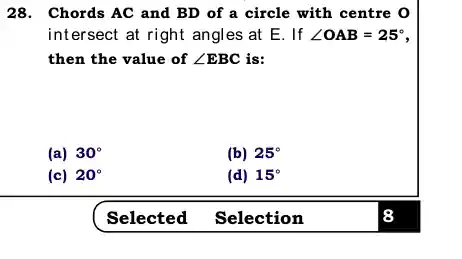 28. Chords AC and BD of a circle with centre O
intersect at right angles at E. If ∠OAB = 25°,
then the value of ∠EBC is:
(a) 30° (b) 25°
(c) 20° (d) 15°
Selected Selection 8